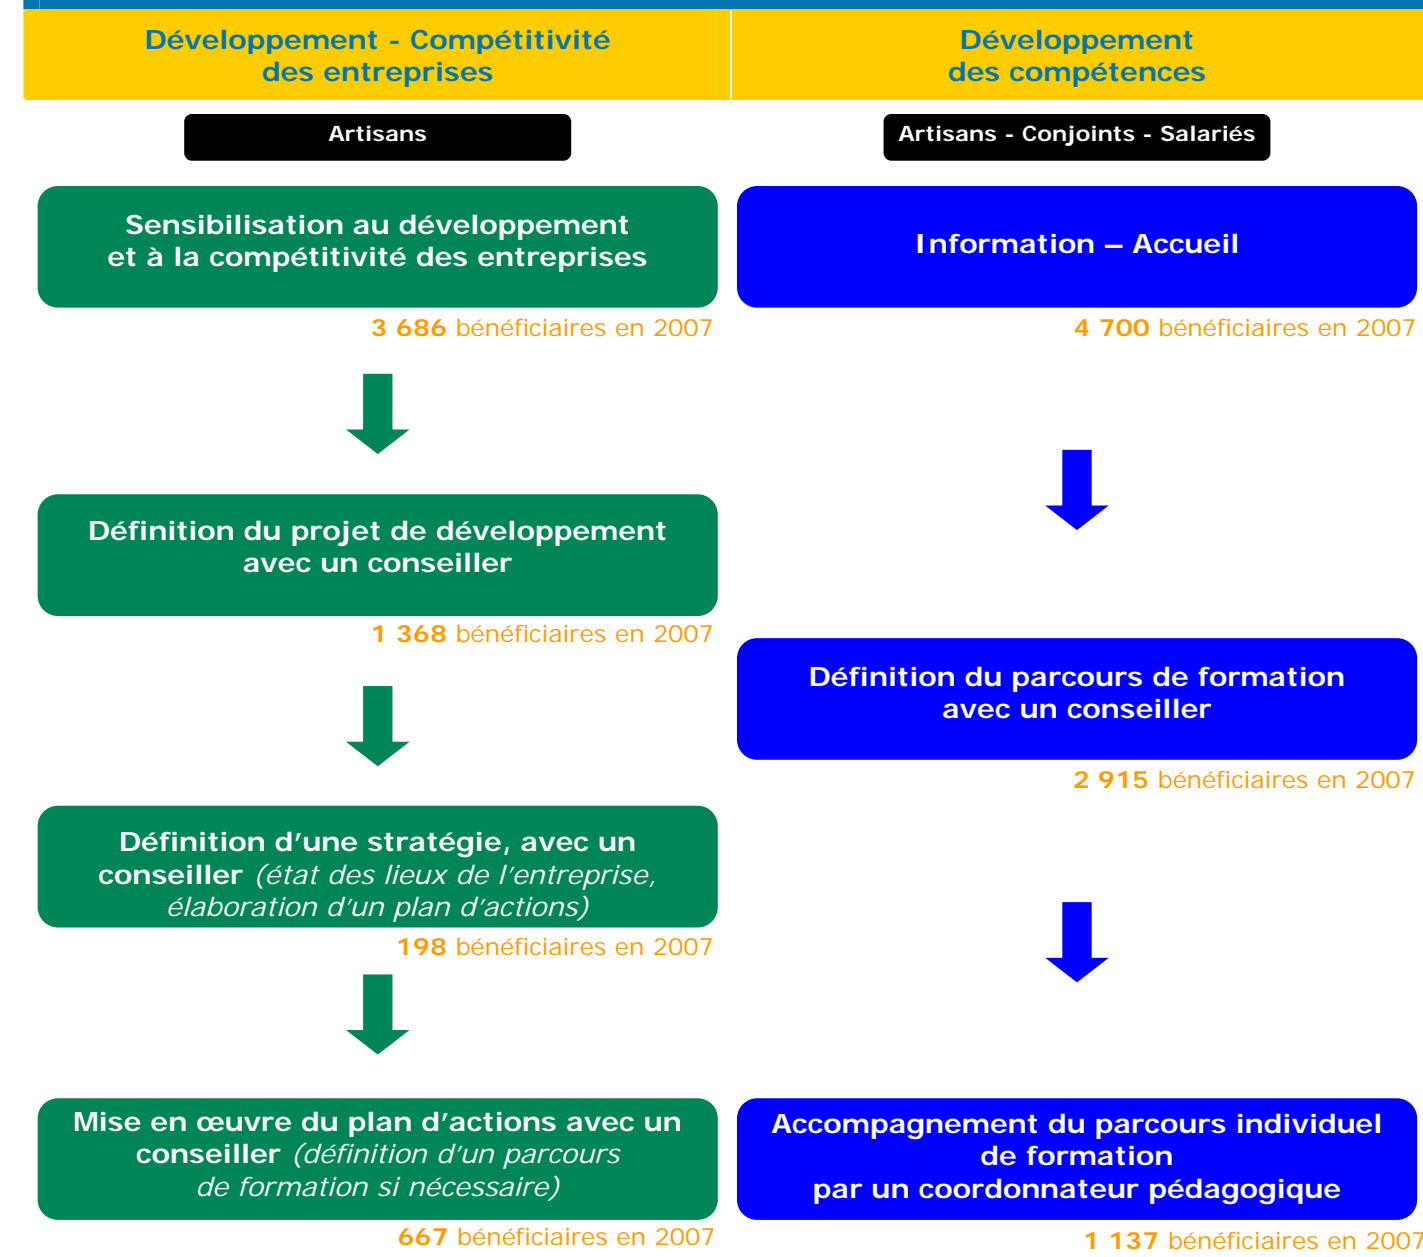 Développement - Compétitivité
des entreprises
Artisans
Sensibilisation au développement
et à la compétitivité des entreprises
3 686 bénéficiaires en 2007
Définition du projet de développement
avec un conseiller
1 368 bénéficiaires en 2007
Définition d’une stratégie, avec un
conseiller (état des lieux de l’entreprise,
élaboration d’un plan d’actions)
198 bénéficiaires en 2007
Mise en œuvre du plan d’actions avec un
conseiller (définition d’un parcours
de formation si nécessaire)
667 bénéficiaires en 2007
Développement
des compétences
Artisans - Conjoints - Salariés
Information – Accueil
4 700 bénéficiaires en 2007
Définition du parcours de formation
avec un conseiller
2 915 bénéficiaires en 2007
Accompagnement du parcours individuel
de formation
par un coordonnateur pédagogique
1 137 bénéficiaires en 2007